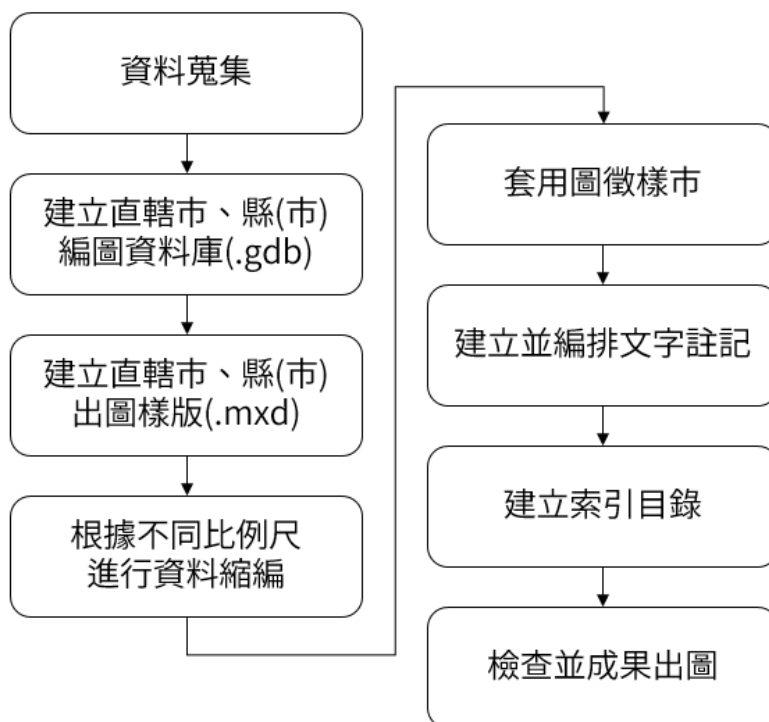 資料蒐集
建立直轄市、縣(市)
編圖資料庫(.gdb)
建立直轄市、縣(市)
出圖樣版(.mxd)
根據不同比例尺
進行資料縮編
套用圖徵樣市
建立並編排文字註記
建立索引目錄
檢查並成果出圖